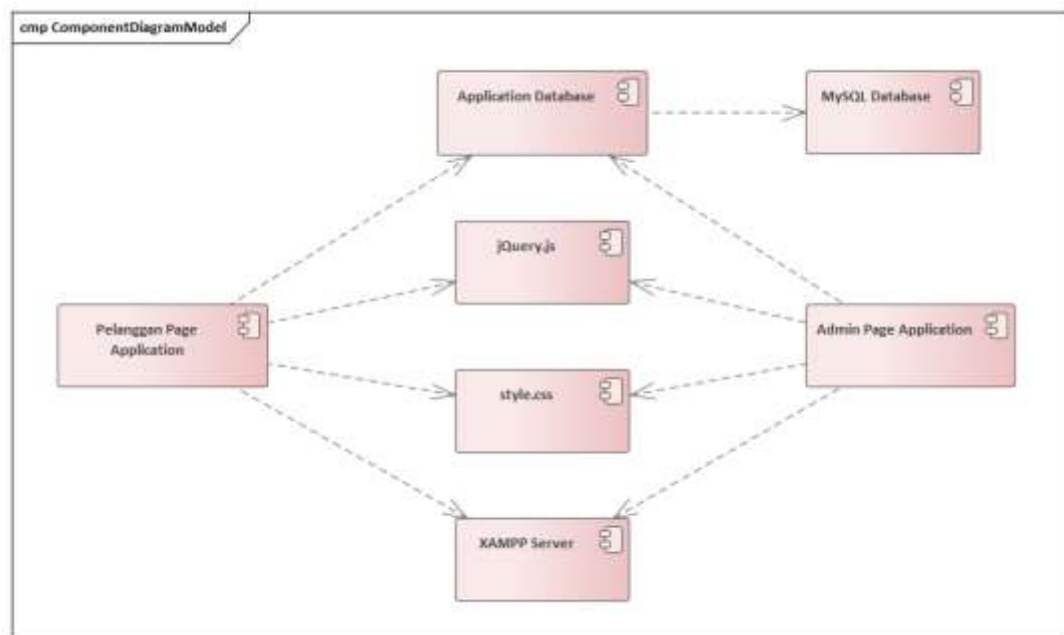 cmp ComponentDiagramModel
Application Database
MySQL Database
jQuery.js
Pelanggan Page
Application
Admin Page Application
style.css
XAMPP Server